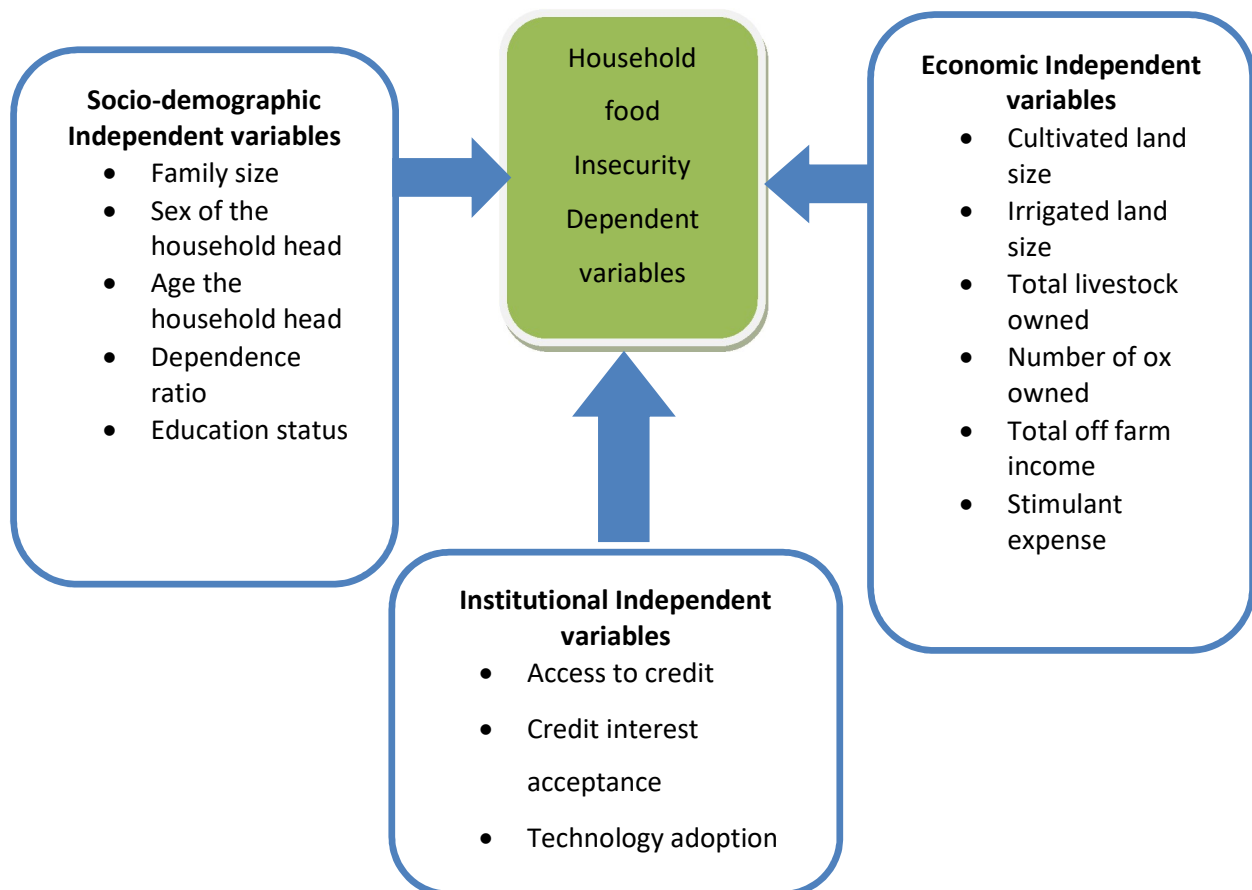 Socio-demographic
Independent variables
• Family size
• Sex of the
household head
• Age the
household head
• Dependence
ratio
• Education status
Household
food
Insecurity
Dependent
variables
Economic Independent
variables
• Cultivated land
size
• Irrigated land
size
• Total livestock
owned
• Number of ox
owned
• Total off farm
income
• Stimulant
expense
Institutional Independent
variables
• Access to credit
• Credit interest
acceptance
• Technology adoption